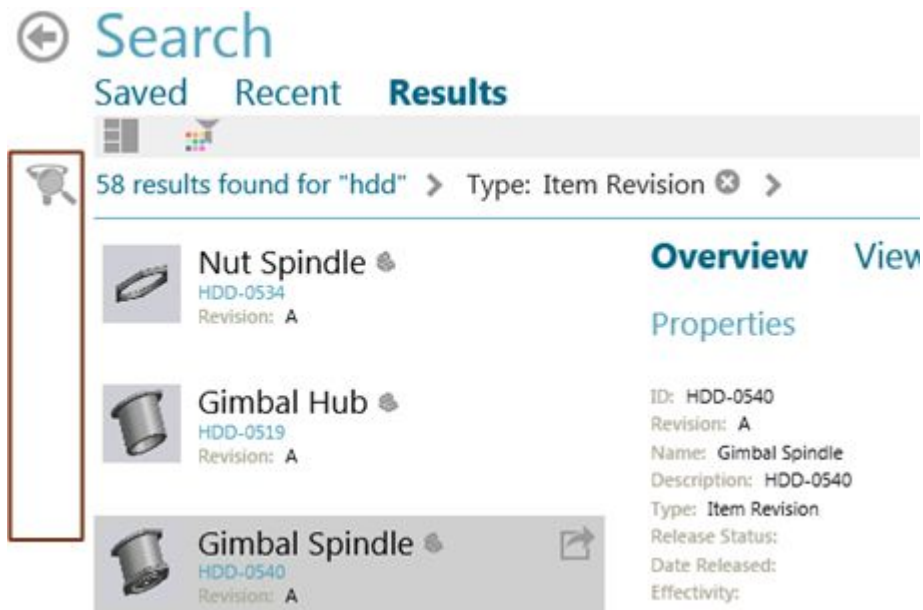 Search
Saved Recent Results
58 results found for "hdd" > Type: Item Revision >
Nut Spindle
HDD-0534
Revision: A
Gimbal Hub
HDD-0519
Revision: A
Gimbal Spindle
HDD-0540
Revision: A
Overview View
Properties
ID: HDD-0540
Revision: A
Name: Gimbal Spindle
Description: HDD-0540
Type: Item Revision
Release Status:
Date Released:
Effectivity: